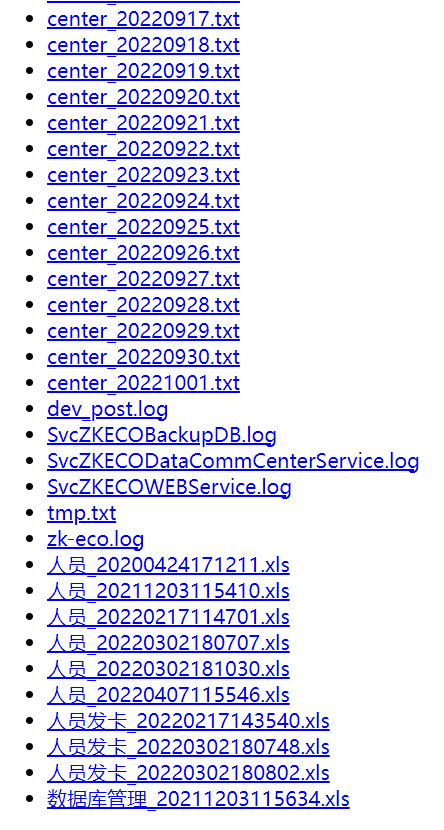 center_20220917.txt
center_20220918.txt
center_20220919.txt
center_20220920.txt
center_20220921.txt
center_20220922.txt
center_20220923.txt
center_20220924.txt
center_20220925.txt
center_20220926.txt
center_20220927.txt
center_20220928.txt
center_20220929.txt
center_20220930.txt
center_20221001.txt
dev_post.log
SvcZKECOBackupDB.log
SvcZKECODataCommCenterService.log
SvcZKECOWEBService.log
tmp.txt
zk-eco.log
人员_20200424171211.xls
人员_20211203115410.xls
人员_20220217114701.xls
人员_20220302180707.xls
人员_20220302181030.xls
人员_20220407115546.xls
人员发卡_20220217143540.xls
人员发卡_20220302180748.xls
人员发卡_20220302180802.xls
数据库管理_20211203115634.xls